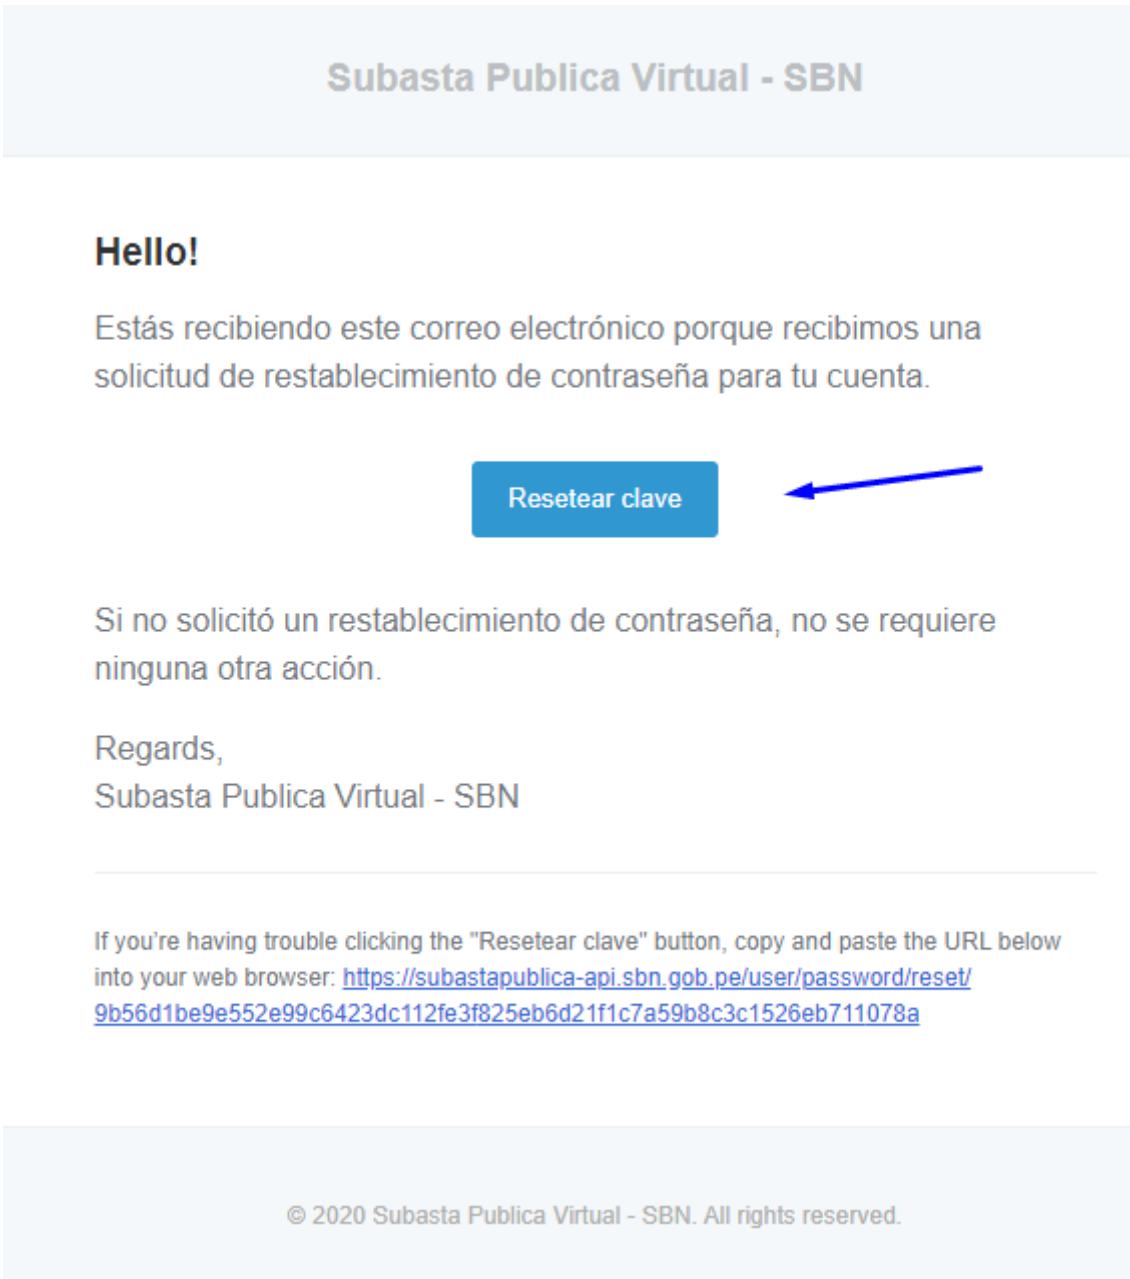 Subasta Publica Virtual - SBN
Hello!
Estás recibiendo este correo electrónico porque recibimos una
solicitud de restablecimiento de contraseña para tu cuenta.
Resetear clave
Si no solicitó un restablecimiento de contraseña, no se requiere
ninguna otra acción.
Regards,
Subasta Publica Virtual - SBN
If you’re having trouble clicking the "Resetear clave" button, copy and paste the URL below
into your web browser: https://subastapublica-api.sbn.gob.pe/user/password/reset/
9b56d1be9e552e99c6423dc112fe3f825eb6d21f1c7a59b8c3c1526eb711078a
© 2020 Subasta Publica Virtual - SBN. All rights reserved.